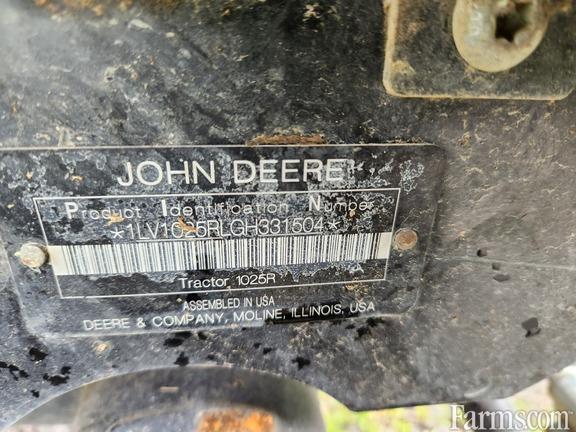 JOHN DEERE
Product Identification Number
*1LV1025RLGH331504*
Tractor 1025R
ASSEMBLED IN USA
DEERE & COMPANY, MOLINE, ILLINOIS, USA
Farms.com